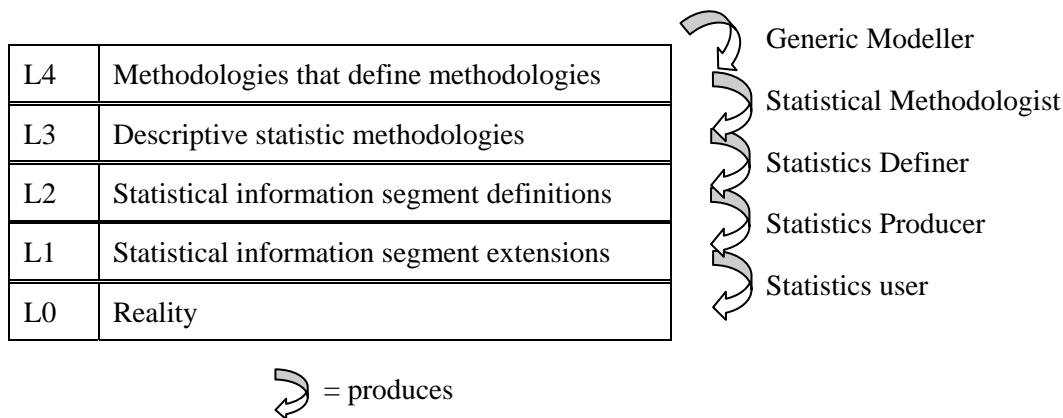 Generic Modeller
L4 Methodologies that define methodologies
Statistical Methodologist
L3 Descriptive statistic methodologies
Statistics Definer
L2 Statistical information segment definitions
Statistics Producer
L1 Statistical information segment extensions
Statistics user
L0 Reality
= produces